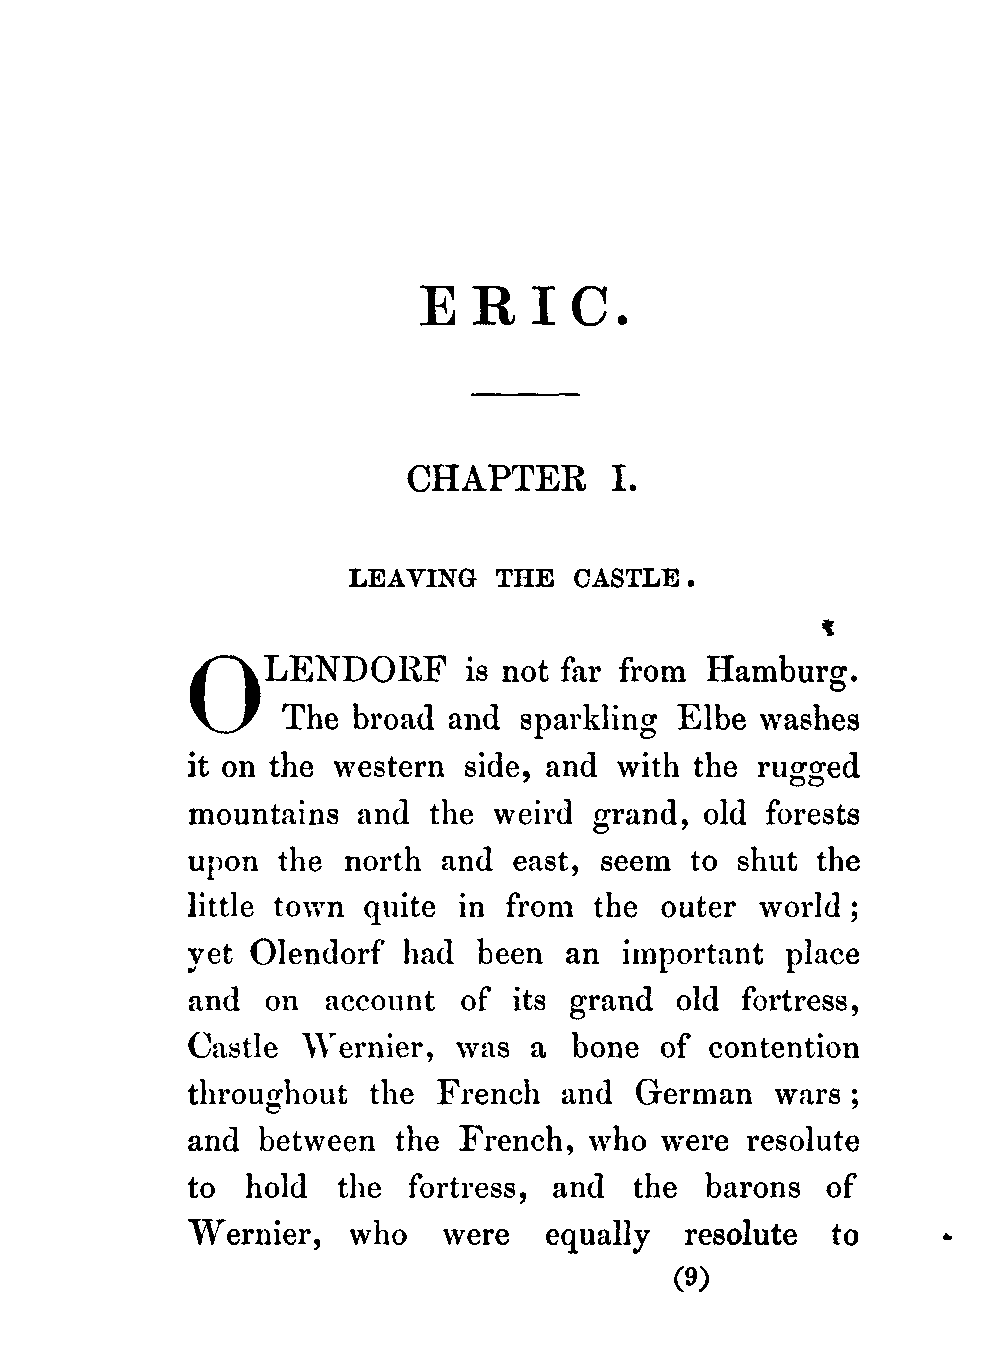 ERIC.
CHAPTER I.
LEAVING THE CASTLE.
OLENDORF is not far from Hamburg.
The broad and sparkling Elbe washes
it on the western side, and with the rugged
mountains and the weird grand, old forests
upon the north and east, seem to shut the
little town quite in from the outer world;
yet Olendorf had been an important place
and on account of its grand old fortress,
Castle Wernier, was a bone of contention
throughout the French and German wars;
and between the French, who were resolute
to hold the fortress, and the barons of
Wernier, who were equally resolute to
(9)